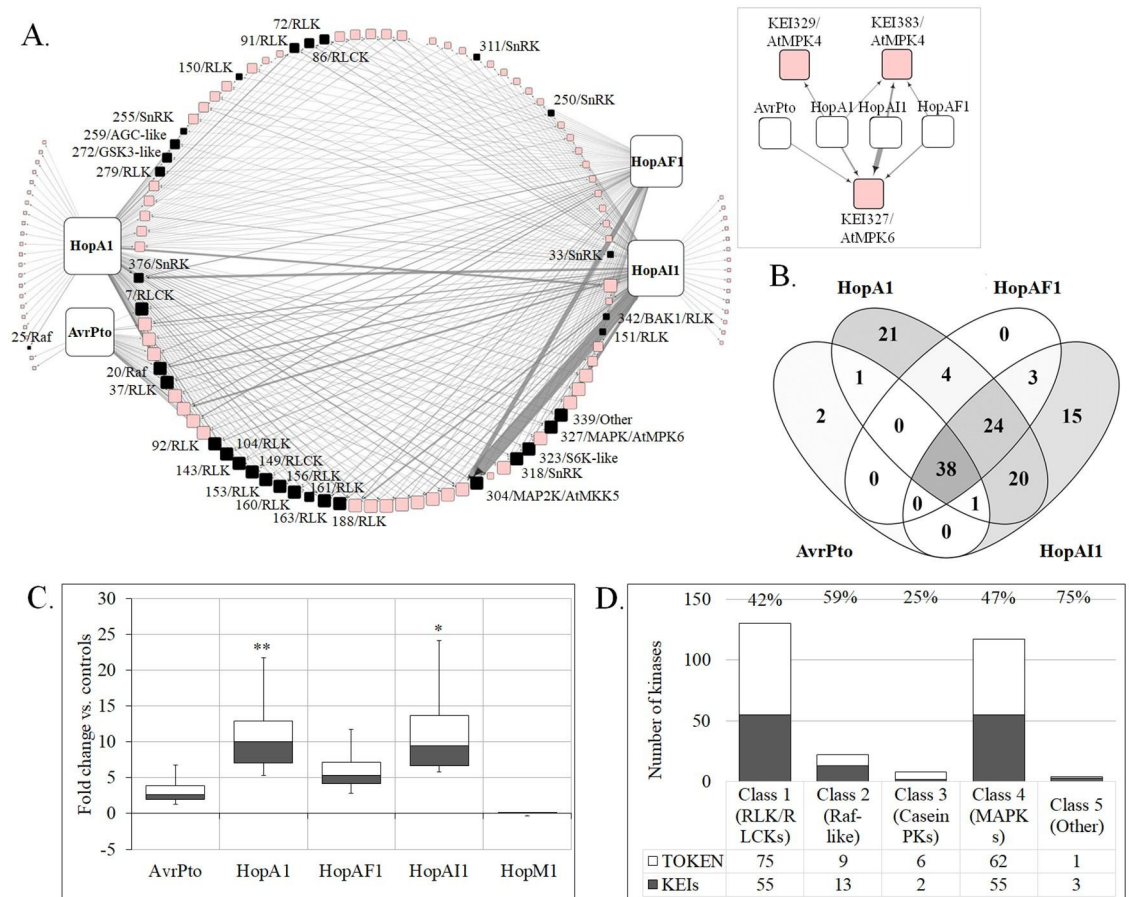 A.
72/RLK
91/RLK
86/RLCK
150/RLK
311/SnRK
250/SnRK
255/SnRK
259/AGC-like
272/GSK3-like
279/RLK
HopAF1
HopA1
HopAI1
33/SnRK
376/SnRK
7/RLCK
AvrPto
25/Raf
342/BAK1/RLK
151/RLK
20/Raf
37/RLK
339/Other
327/MAPK/AtMPK6
323/S6K-like
318/SnRK
304/MAP2K/AtMKK5
92/RLK
104/RLK
143/RLK
149/RLCK
153/RLK
156/RLK
160/RLK
161/RLK
163/RLK
188/RLK
KEI329/
AtMPK4
KEI383/
AtMPK4
AvrPto HopA1 HopAI1 HopAF1
KEI327/
AtMPK6
B.
HopA1 HopAF1
21 0
1 4 3
2 0 24 15
38
0 0 1 20
0
AvrPto HopAI1
C.
Fold change vs. controls
30
25
20
15
10
5
0
-5
** *
AvrPto HopA1 HopAF1 HopAI1 HopM1
D.
Number of kinases
150
100
50
0
42% 59% 25% 47% 75%
Class 1 (RLK/R LCKs)
Class 2 (Raf-like)
Class 3 (Casein PKs)
Class 4 (MAPK s)
Class 5 (Other)
TOKEN 75 9 6 62 1
KEIs 55 13 2 55 3